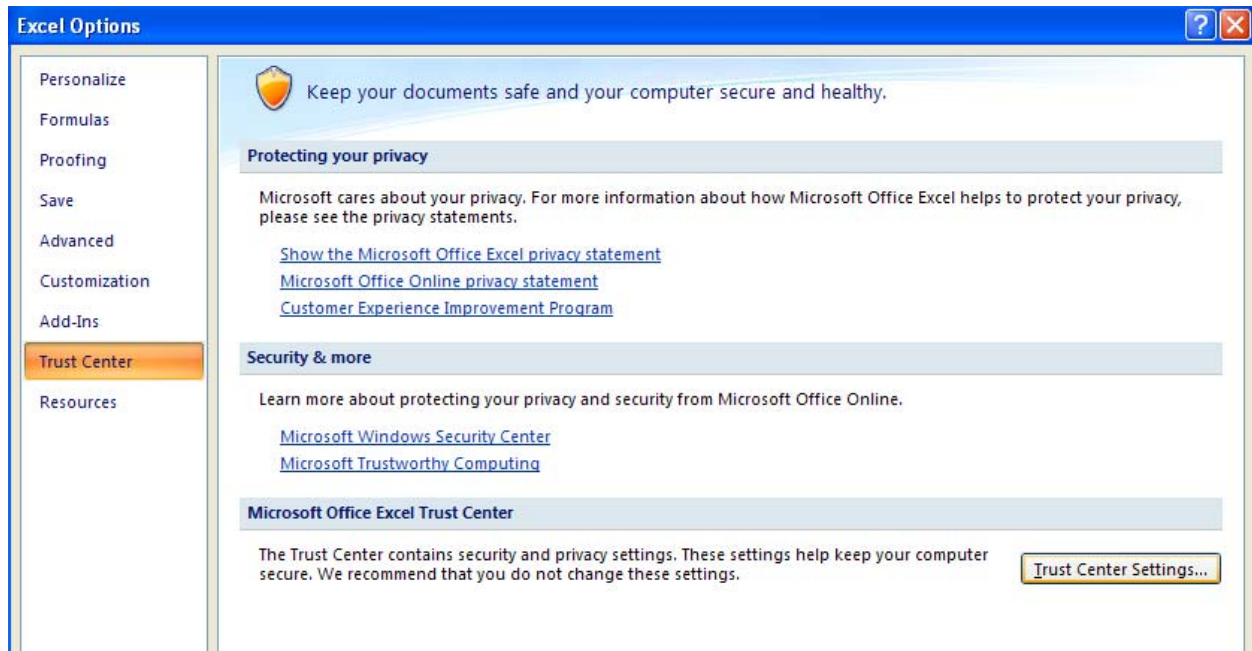 Excel Options
Personalize
Formulas
Proofing
Save
Advanced
Customization
Add-Ins
Trust Center
Resources
Keep your documents safe and your computer secure and healthy.
Protecting your privacy
Microsoft cares about your privacy. For more information about how Microsoft Office Excel helps to protect your privacy,
please see the privacy statements.
Show the Microsoft Office Excel privacy statement
Microsoft Office Online privacy statement
Customer Experience Improvement Program
Security & more
Learn more about protecting your privacy and security from Microsoft Office Online.
Microsoft Windows Security Center
Microsoft Trustworthy Computing
Microsoft Office Excel Trust Center
The Trust Center contains security and privacy settings. These settings help keep your computer
secure. We recommend that you do not change these settings.
Trust Center Settings...